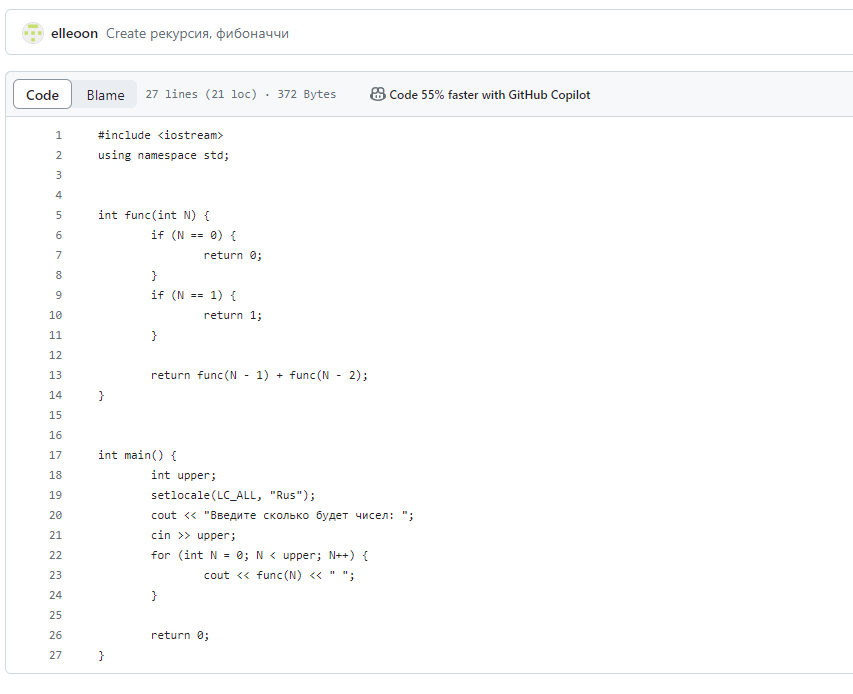 elleoon Create рекурсия, фибоначчи
Code Blame 27 lines (21 loc) · 372 Bytes Code 55% faster with GitHub Copilot
1 #include <iostream>
2 using namespace std;
3
4
5 int func(int N) {
6 if (N == 0) {
7 return 0;
8 }
9 if (N == 1) {
10 return 1;
11 }
12
13 return func(N - 1) + func(N - 2);
14 }
15
16
17 int main() {
18 int upper;
19 setlocale(LC_ALL, "Rus");
20 cout << "Введите сколько будет чисел: ";
21 cin >> upper;
22 for (int N = 0; N < upper; N++) {
23 cout << func(N) << " ";
24 }
25
26 return 0;
27 }